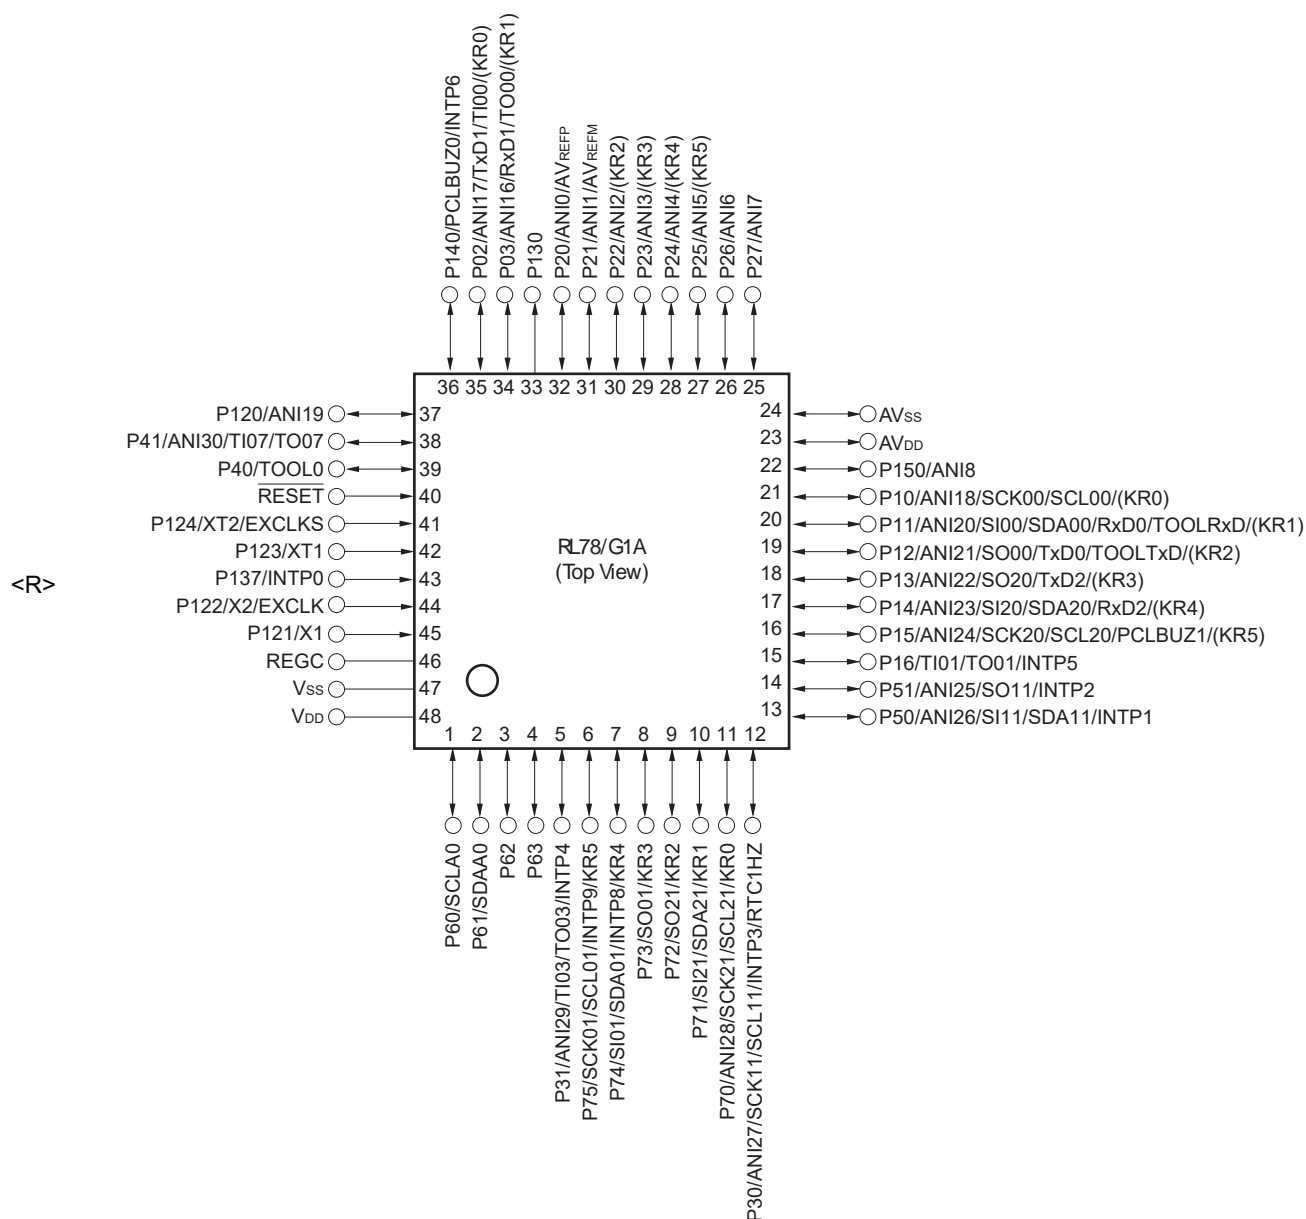 P140/PCLBUZ0/INTP6
P02/ANI17/TxD1/TI00/(KR0)
P03/ANI16/RxD1/TO00/(KR1)
P130
P20/ANI0/AVREFP
P21/ANI1/AVREFM
P22/ANI2/(KR2)
P23/ANI3/(KR3)
P24/ANI4/(KR4)
P25/ANI5/(KR5)
P26/ANI6
P27/ANI7
36 35 34 33 32 31 30 29 28 27 26 25
P120/ANI19 37
P41/ANI30/TI07/TO07 38
P40/TOOL0 39
RESET 40
P124/XT2/EXCLKS 41
P123/XT1 42
P137/INTP0 43
P122/X2/EXCLK 44
P121/X1 45
REGC 46
VSS 47
VDD 48
<R>
RL78/G1A
(Top View)
24 AVSS
23 AVDD
22 P150/ANI8
21 P10/ANI18/SCK00/SCL00/(KR0)
20 P11/ANI20/SI00/SDA00/RxD0/TOOLRxD/(KR1)
19 P12/ANI21/SO00/TxD0/TOOLTxD/(KR2)
18 P13/ANI22/SO20/TxD2/(KR3)
17 P14/ANI23/SI20/SDA20/RxD2/(KR4)
16 P15/ANI24/SCK20/SCL20/PCLBUZ1/(KR5)
15 P16/TI01/TO01/INTP5
14 P51/ANI25/SO11/INTP2
13 P50/ANI26/SI11/SDA11/INTP1
1 2 3 4 5 6 7 8 9 10 11 12
P60/SCLA0
P61/SDAA0
P62
P63
P31/ANI29/TI03/TO03/INTP4
P75/SCK01/SCL01/INTP9/KR5
P74/SI01/SDA01/INTP8/KR4
P73/SO01/KR3
P72/SO21/KR2
P71/SI21/SDA21/KR1
P70/ANI28/SCK21/SCL21/KR0
P30/ANI27/SCK11/SCL11/INTP3/RTC1HZ